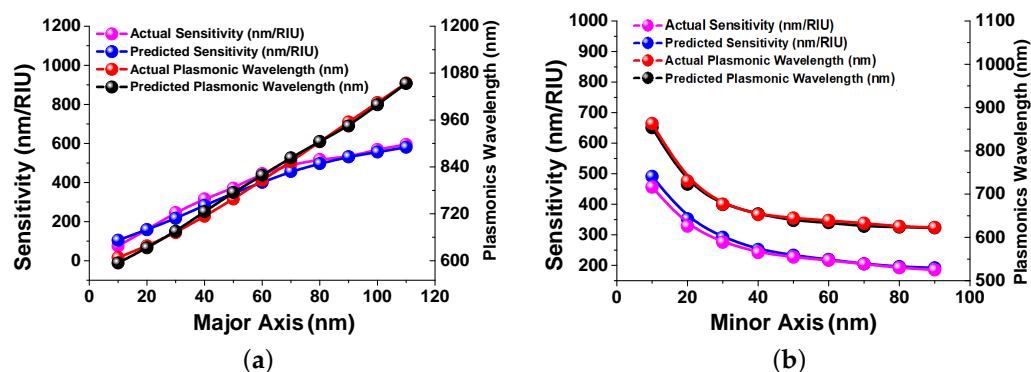 (a)
1200
1000
800
600
400
200
0
Sensitivity (nm/RIU)
Actual Sensitivity (nm/RIU)
Predicted Sensitivity (nm/RIU)
Actual Plasmonic Wavelength (nm)
Predicted Plasmonic Wavelength (nm)
1200
1080
960
840
720
600
Plasmonics Wavelength (nm)
0 20 40 60 80 100 120
Major Axis (nm)
(a)
(b)
1000
900
800
700
600
500
400
300
200
Sensitivity (nm/RIU)
Actual Sensitivity (nm/RIU)
Predicted Sensitivity (nm/RIU)
Actual Plasmonic Wavelength (nm)
Predicted Plasmonic Wavelength (nm)
1100
1000
900
800
700
600
500
Plasmonics Wavelength (nm)
0 20 40 60 80 100
Minor Axis (nm)
(b)